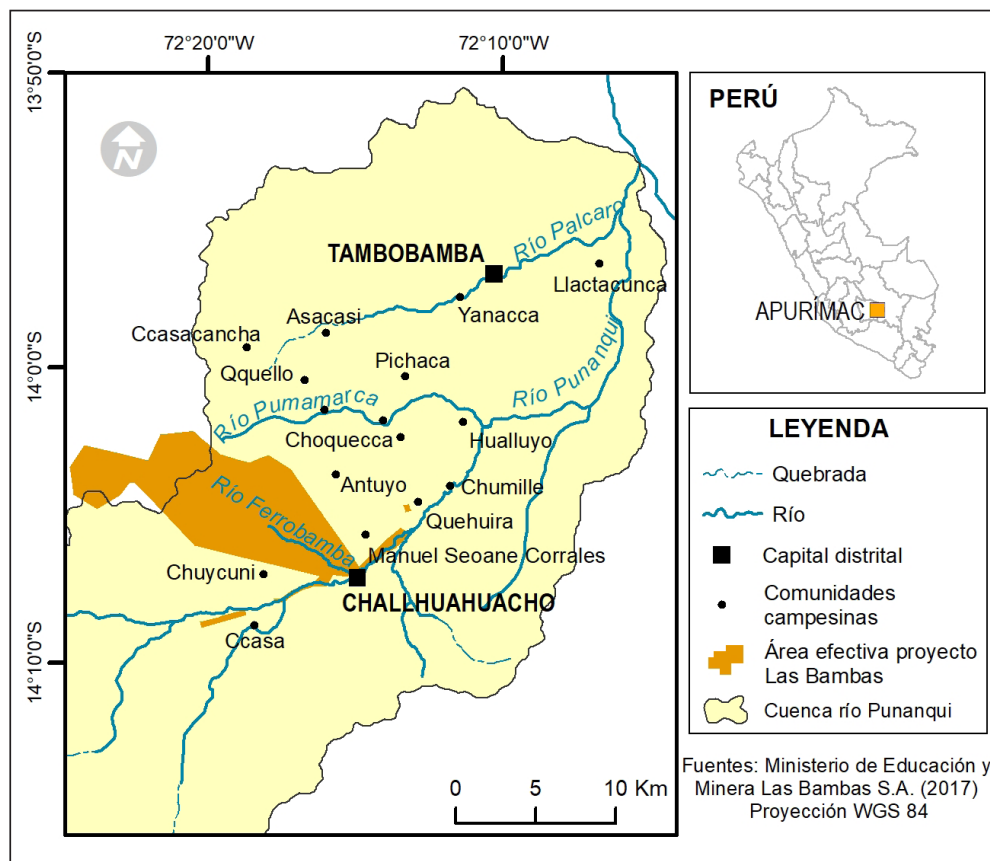 72°20'0"W
72°10'0"W
13°50'0"S
14°0'0"S
14°10'0"S
N
Río Palcaro
TAMBOBAMBA
Llactacunca
Yanacca
Asacasi
Ccasacancha
Pichaca
Qquello
Río Punanqui
Río Pumamarca
Choquecca
Hualluyo
Antuyo
Chumille
Río Ferrobamba
Quehuira
Manuel Seoane Corrales
Chuycuni
CHALLHUAHUACHO
Ccasa
0 5 10 Km
PERÚ
APURÍMAC
LEYENDA
Quebrada
Río
Capital distrital
Comunidades
campesinas
Área efectiva proyecto
Las Bambas
Cuenca río Punanqui
Fuentes: Ministerio de Educación y
Minera Las Bambas S.A. (2017)
Proyección WGS 84